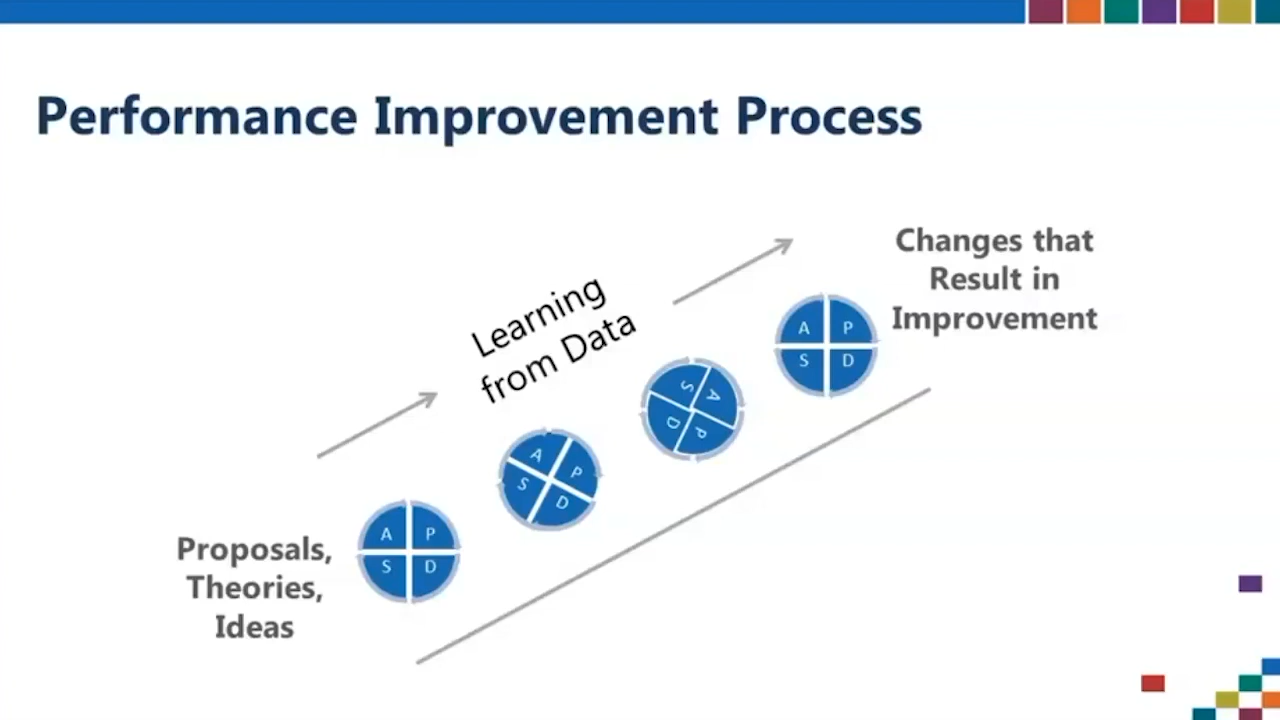 Performance Improvement Process
Changes that
Result in
Improvement
Learning
from Data
A P
S D
S A
D P
A P
S D
A P
S D
Proposals,
Theories,
Ideas